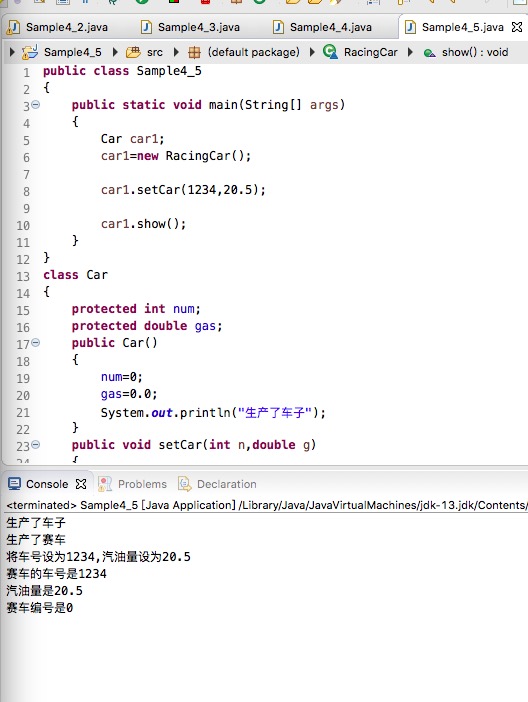 Sample4_2.java Sample4_3.java Sample4_4.java Sample4_5.java
Sample4_5 src (default package) RacingCar show() : void
1 public class Sample4_5
2 {
3 public static void main(String[] args)
4 {
5 Car car1;
6 car1=new RacingCar();
7
8 car1.setCar(1234,20.5);
9
10 car1.show();
11 }
12 }
13 class Car
14 {
15 protected int num;
16 protected double gas;
17 public Car()
18 {
19 num=0;
20 gas=0.0;
21 System.out.println("生产了车子");
22 }
23 public void setCar(int n,double g)
24 {
Console Problems Declaration
<terminated> Sample4_5 [Java Application] /Library/Java/JavaVirtualMachines/jdk-13.jdk/Contents/
生产了车子
生产了赛车
将车号设为1234,汽油量设为20.5
赛车的车号是1234
汽油量是20.5
赛车编号是0